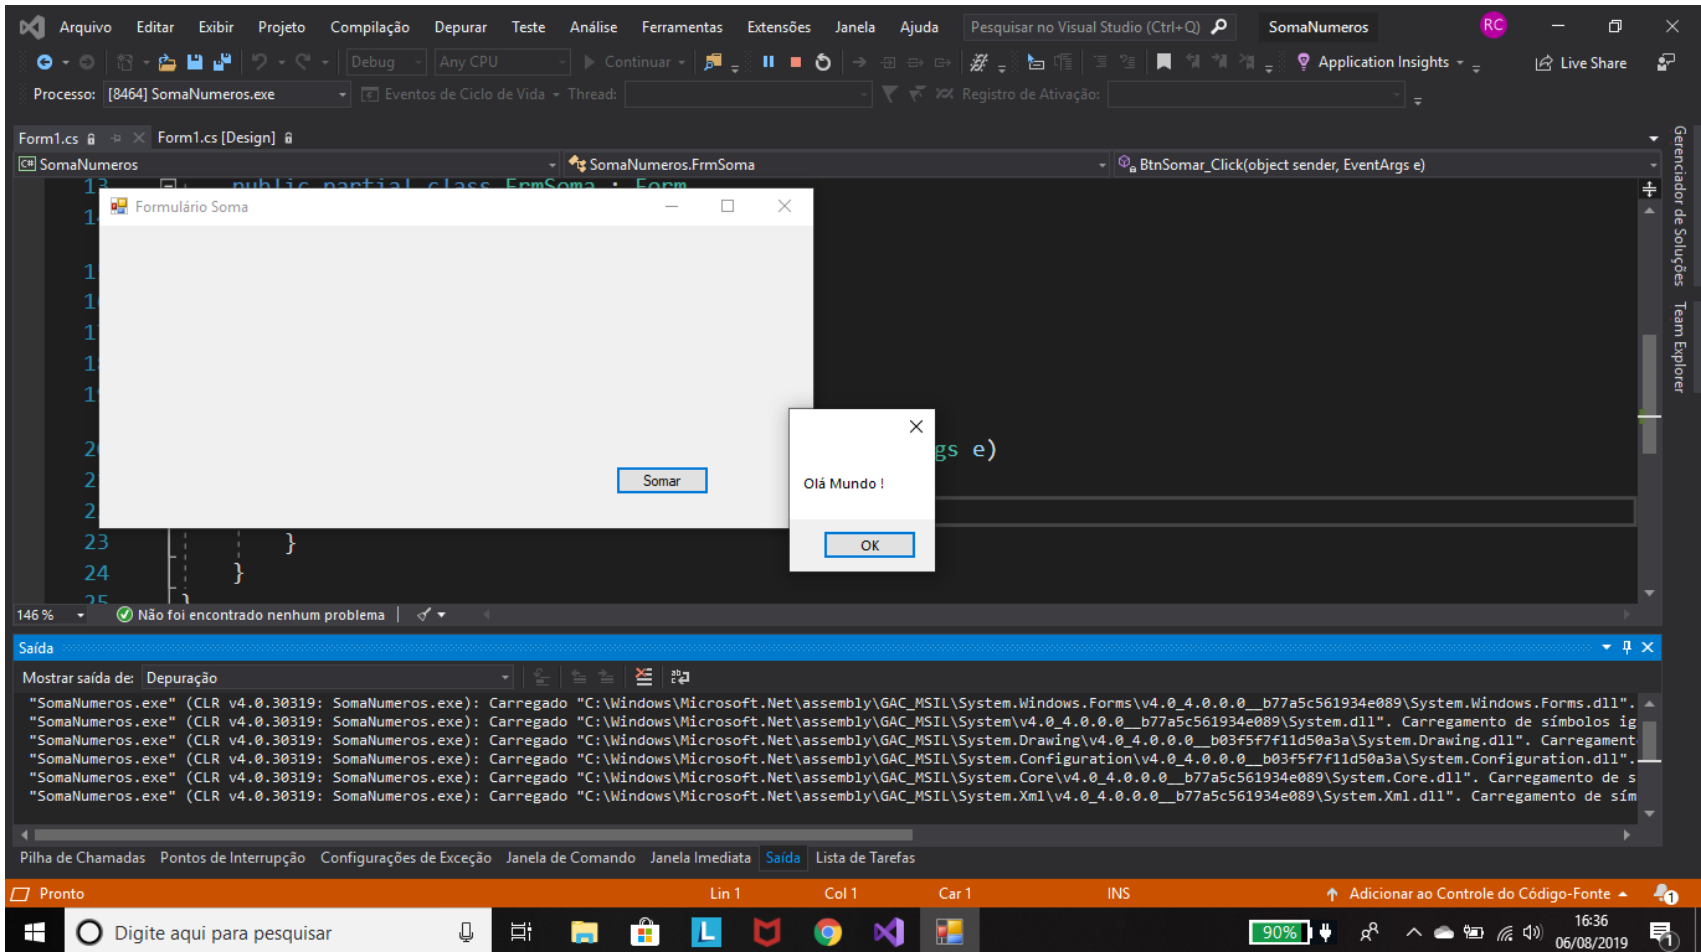 Arquivo Editar Exibir Projeto Compilação Depurar Teste Análise Ferramentas Extensões Janela Ajuda Pesquisar no Visual Studio (Ctrl+Q) SomaNumeros RC
Debug Any CPU Continuar Application Insights Live Share
Processo: [8464] SomaNumeros.exe Eventos de Ciclo de Vida Thread: Registro de Ativação:
Form1.cs Form1.cs [Design]
C# SomaNumeros SomaNumeros.FrmSoma BtnSomar_Click(object sender, EventArgs e)
Gerenciador de Soluções
Team Explorer
13 public partial class FrmSoma : Form
Formulário Soma
gs e)
Somar
Olá Mundo !
OK
23 }
24 }
25 }
146 % Não foi encontrado nenhum problema
Saída
Mostrar saída de: Depuração
"SomaNumeros.exe" (CLR v4.0.30319: SomaNumeros.exe): Carregado "C:\Windows\Microsoft.Net\assembly\GAC_MSIL\System.Windows.Forms\v4.0_4.0.0.0__b77a5c561934e089\System.Windows.Forms.dll".
"SomaNumeros.exe" (CLR v4.0.30319: SomaNumeros.exe): Carregado "C:\Windows\Microsoft.Net\assembly\GAC_MSIL\System\v4.0_4.0.0.0__b77a5c561934e089\System.dll". Carregamento de símbolos ig
"SomaNumeros.exe" (CLR v4.0.30319: SomaNumeros.exe): Carregado "C:\Windows\Microsoft.Net\assembly\GAC_MSIL\System.Drawing\v4.0_4.0.0.0__b03f5f7f11d50a3a\System.Drawing.dll". Carregament
"SomaNumeros.exe" (CLR v4.0.30319: SomaNumeros.exe): Carregado "C:\Windows\Microsoft.Net\assembly\GAC_MSIL\System.Configuration\v4.0_4.0.0.0__b03f5f7f11d50a3a\System.Configuration.dll".
"SomaNumeros.exe" (CLR v4.0.30319: SomaNumeros.exe): Carregado "C:\Windows\Microsoft.Net\assembly\GAC_MSIL\System.Core\v4.0_4.0.0.0__b77a5c561934e089\System.Core.dll". Carregamento de s
"SomaNumeros.exe" (CLR v4.0.30319: SomaNumeros.exe): Carregado "C:\Windows\Microsoft.Net\assembly\GAC_MSIL\System.Xml\v4.0_4.0.0.0__b77a5c561934e089\System.Xml.dll". Carregamento de sím
Pilha de Chamadas Pontos de Interrupção Configurações de Exceção Janela de Comando Janela Imediata Saída Lista de Tarefas
Pronto Lin 1 Col 1 Car 1 INS Adicionar ao Controle do Código-Fonte 1
Digite aqui para pesquisar L 90% 16:36
06/08/2019 1